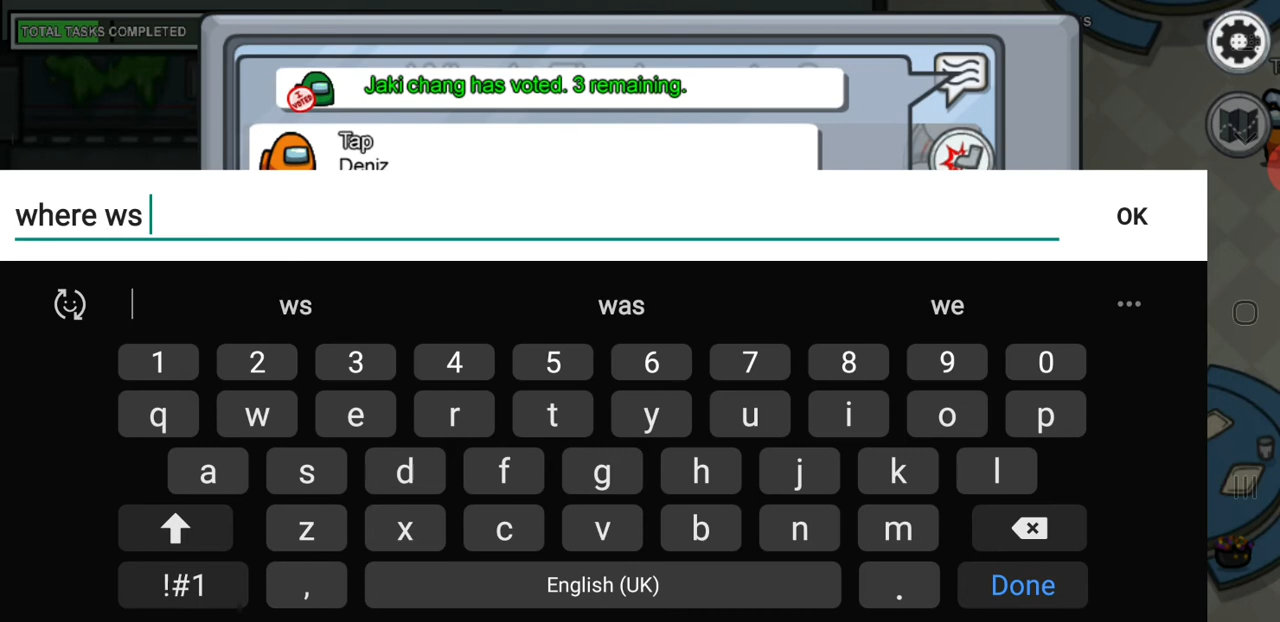 TOTAL TASKS COMPLETED
Jaki chang has voted. 3 remaining.
I VOTED
Tap
Deniz
where ws
OK
ws was we
1 2 3 4 5 6 7 8 9 0
q w e r t y u i o p
a s d f g h j k l
z x c v b n m
!#1 , English (UK) . Done